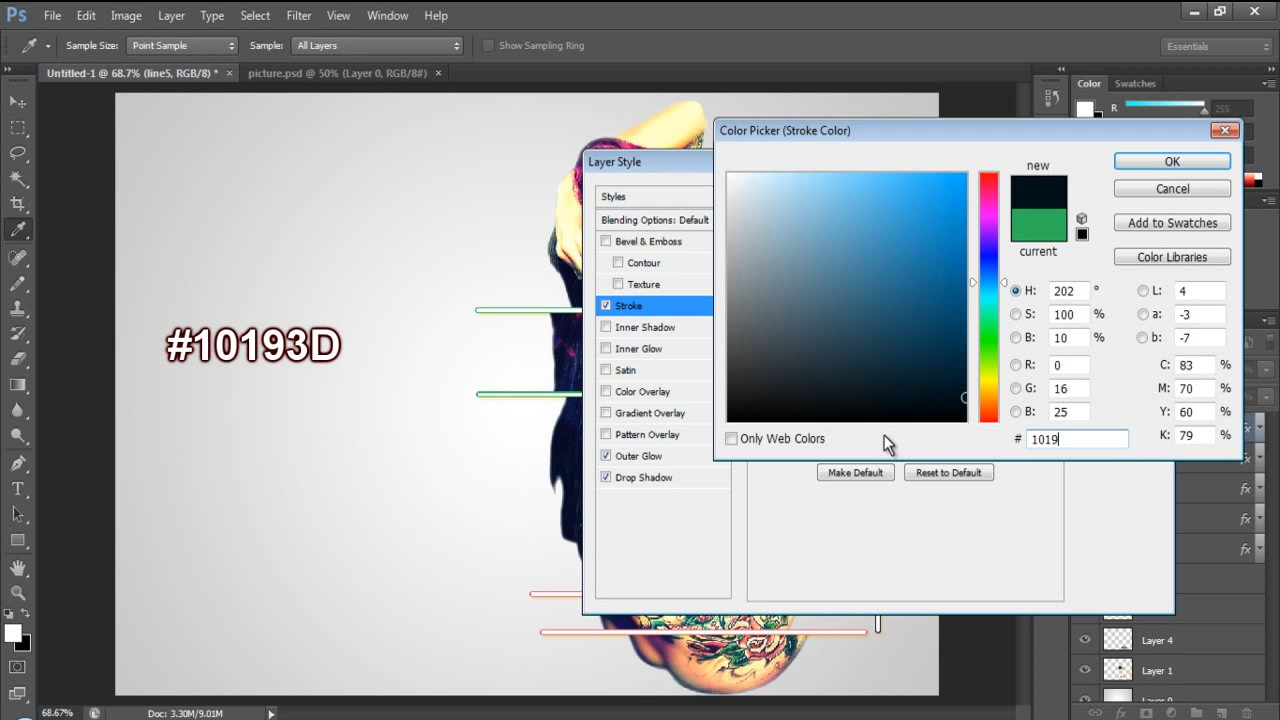 Ps File Edit Image Layer Type Select Filter View Window Help
Sample Size: Point Sample Sample: All Layers Show Sampling Ring Essentials
Untitled-1 @ 68.7% (line5, RGB/8) * × picture.psd @ 50% (Layer 0, RGB/8#) ×
Color Swatches
R 255
Color Picker (Stroke Color)
new
current
OK
Cancel
Add to Swatches
Color Libraries
H: 202 °
S: 100 %
B: 10 %
R: 0
G: 16
B: 25
L: 4
a: -3
b: -7
C: 83 %
M: 70 %
Y: 60 %
K: 79 %
# 1019
Only Web Colors
Layer Style
Styles
Blending Options: Default
Bevel & Emboss
Contour
Texture
Stroke
Inner Shadow
Inner Glow
Satin
Color Overlay
Gradient Overlay
Pattern Overlay
Outer Glow
Drop Shadow
Make Default Reset to Default
#10193D
fx
fx
fx
Layer 4
Layer 1
68.67% Doc: 3.30M/9.01M